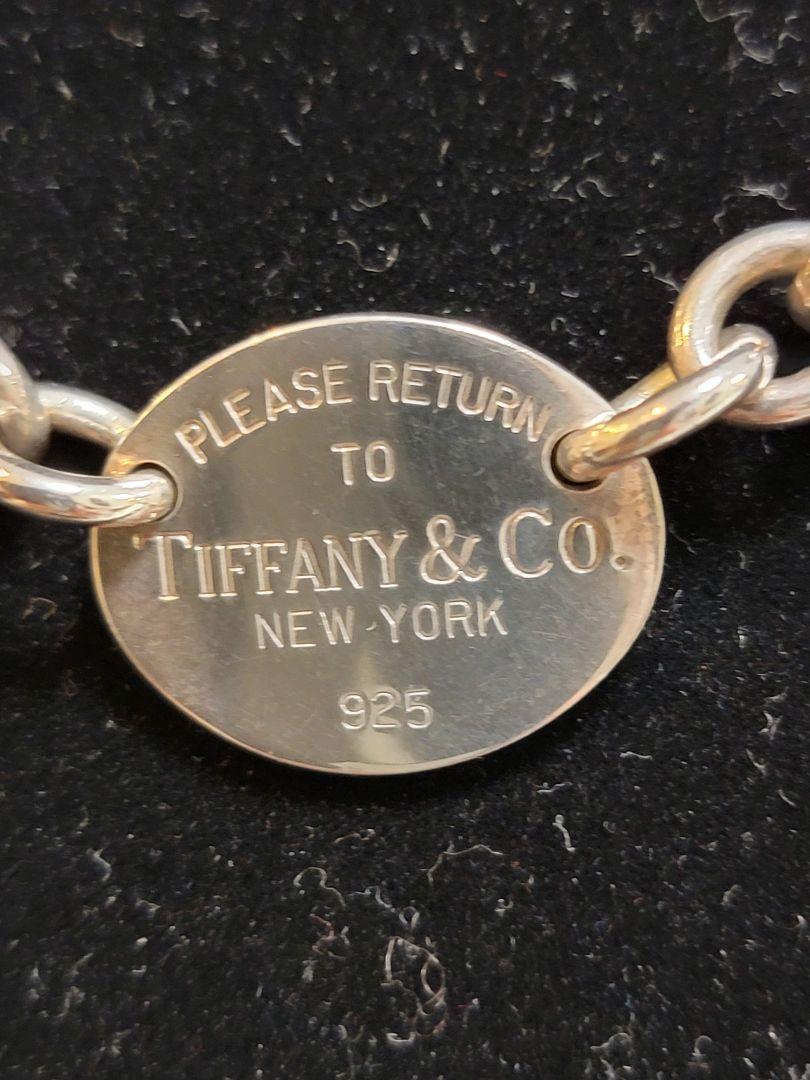 PLEASE RETURN
TO
TIFFANY & CO.
NEW YORK
925